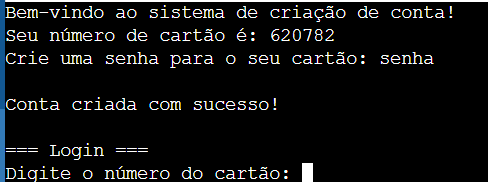 Bem-vindo ao sistema de criação de conta!
Seu número de cartão é: 620782
Crie uma senha para o seu cartão: senha
Conta criada com sucesso!
=== Login ===
Digite o número do cartão: